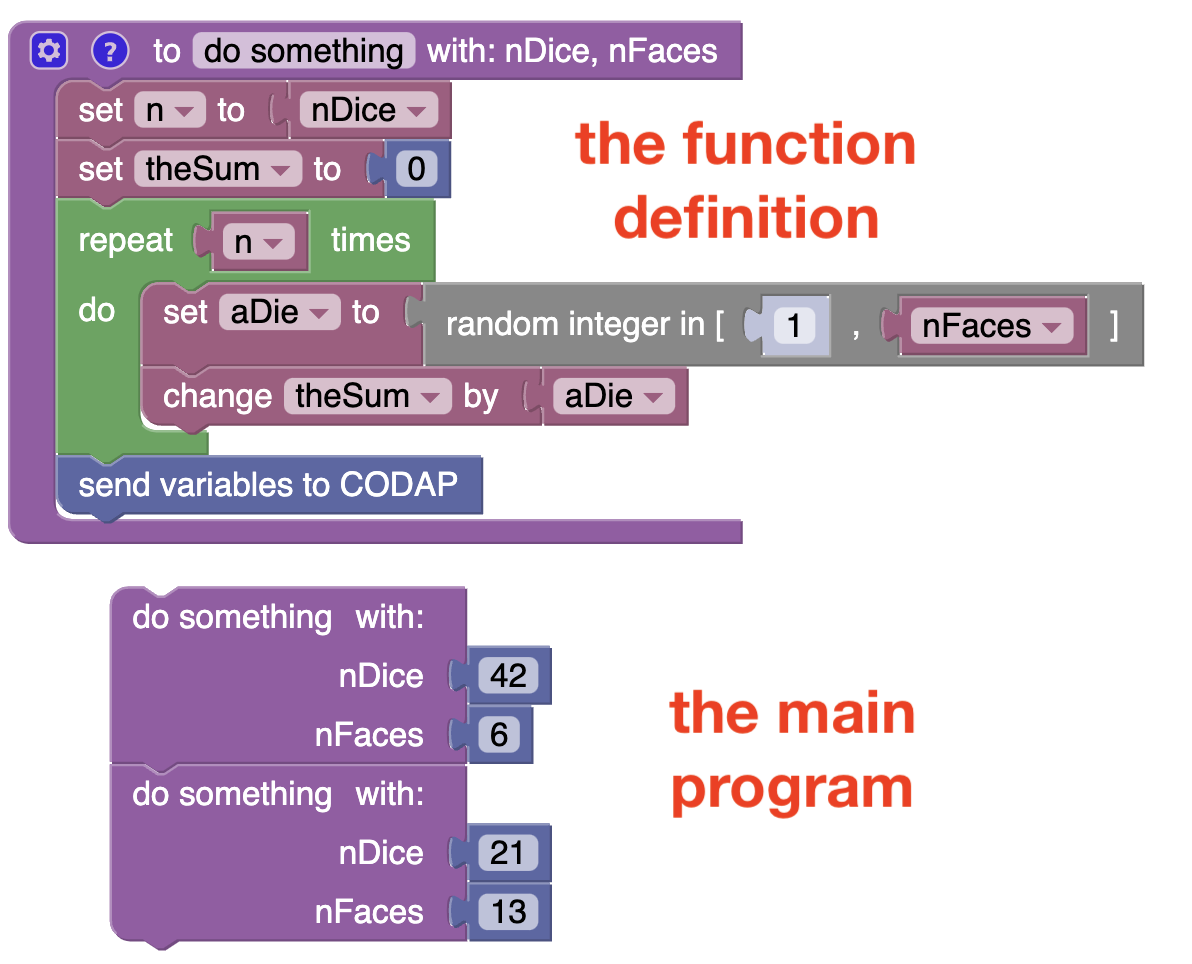 to do something with: nDice, nFaces
set n to nDice
set theSum to 0
the function
definition
repeat n times
do set aDie to random integer in [ 1 , nFaces ]
change theSum by aDie
send variables to CODAP
do something with:
nDice 42
nFaces 6
do something with:
nDice 21
nFaces 13
the main
program